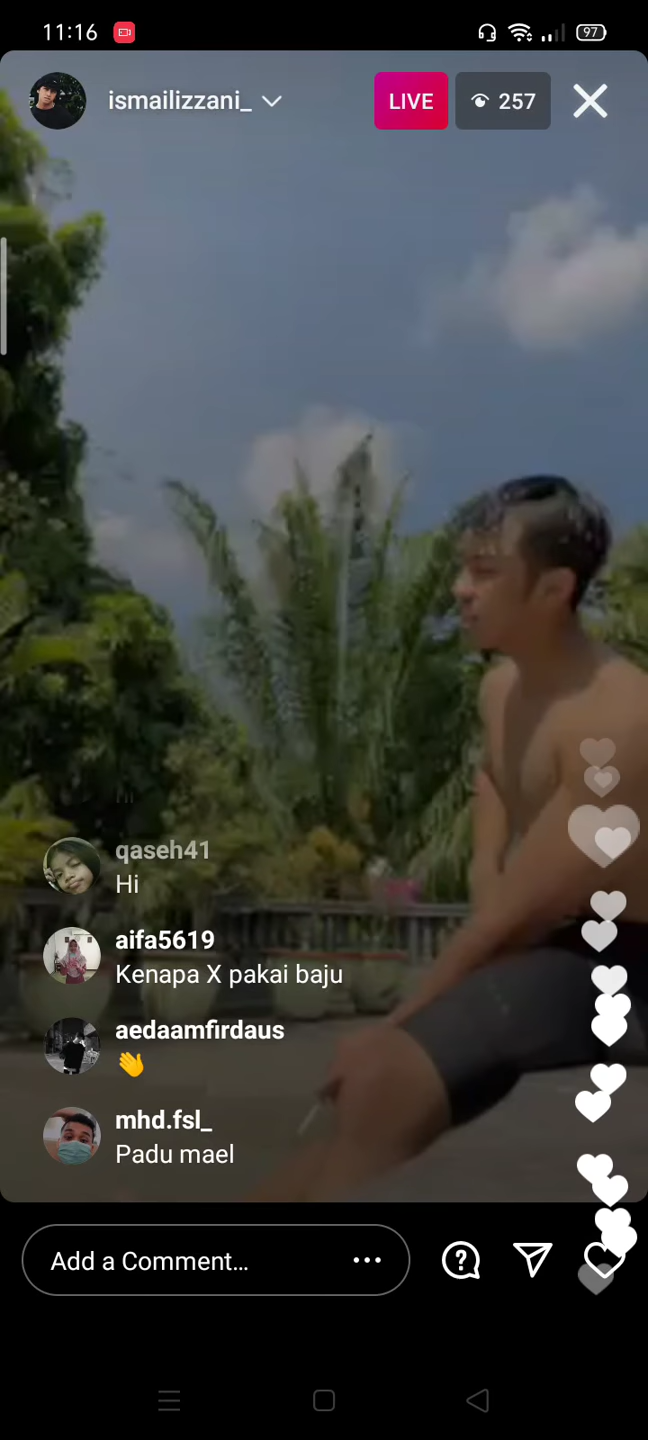 11:16
97
ismailizzani_
LIVE
257
qaseh41
Hi
aifa5619
Kenapa X pakai baju
aedaamfirdaus
👋
mhd.fsl_
Padu mael
Add a Comment...